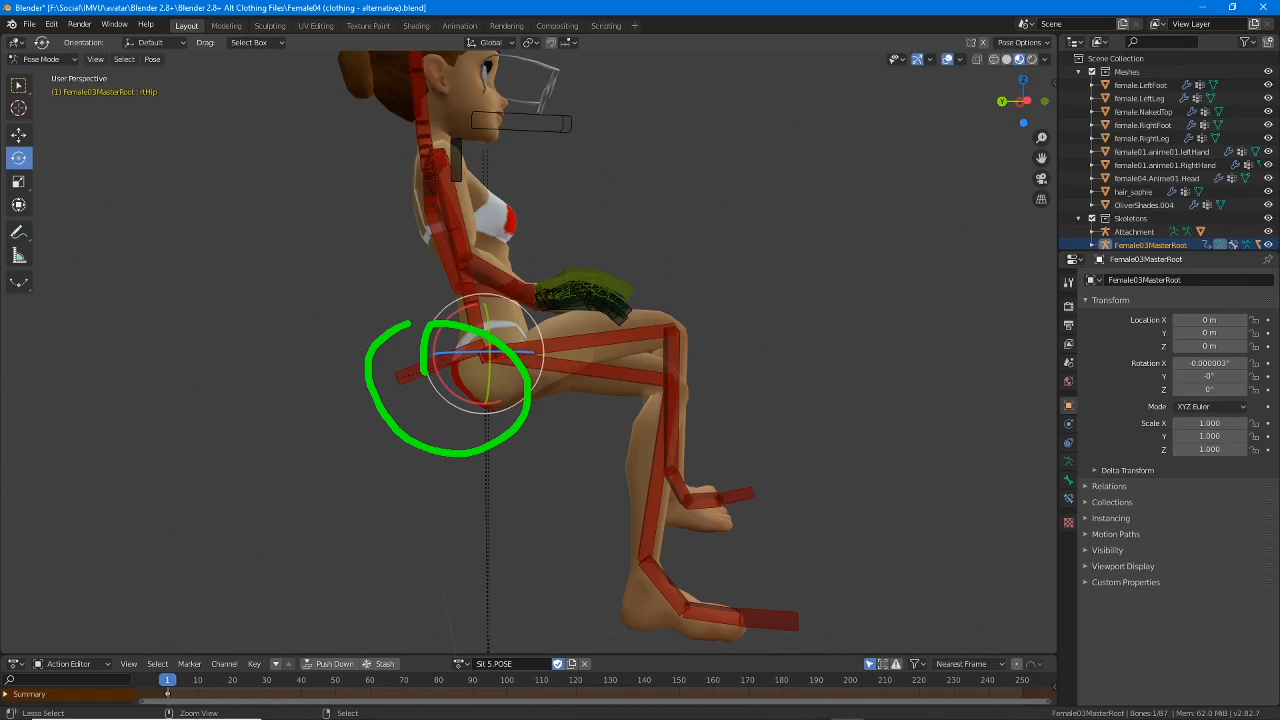 Blender* [F:\Social\IMVU\avatar\Blender 2.8+\Blender 2.8+ Alt Clothing Files\Female04 (clothing - alternative).blend]
File Edit Render Window Help Layout Modeling Sculpting UV Editing Texture Paint Shading Animation Rendering Compositing Scripting + Scene View Layer
Orientation: Default Drag: Select Box Global Pose Options
Pose Mode View Select Pose
User Perspective
(1) Female03MasterRoot : rtHip
Z
Y
Scene Collection
Meshes
female.LeftFoot
female.LeftLeg
female.NakedTop
female.RightFoot
female.RightLeg
female01.anime01.leftHand
female01.anime01.RightHand
female04.Anime01.Head
hair_sophie
OliverShades.004
Skeletons
Attachment
Female03MasterRoot
Female03MasterRoot
Female03MasterRoot
Transform
Location X 0 m
Y 0 m
Z 0 m
Rotation X -0.000003°
Y -0°
Z 0°
Mode XYZ Euler
Scale X 1.000
Y 1.000
Z 1.000
Delta Transform
Relations
Collections
Instancing
Motion Paths
Visibility
Viewport Display
Custom Properties
Action Editor View Select Marker Channel Key Push Down Stash Sit 5.POSE Nearest Frame
1 10 20 30 40 50 60 70 80 90 100 110 120 130 140 150 160 170 180 190 200 210 220 230 240 250
Summary
Lasso Select Zoom View Select Female03MasterRoot | Bones:1/87 | Mem: 62.0 MiB | v2.82.7